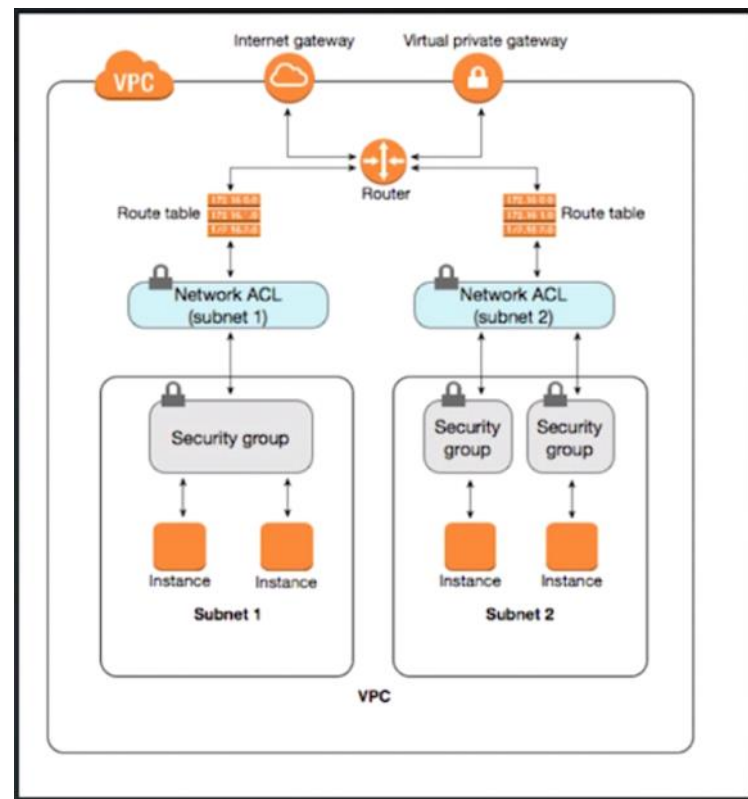 Internet gateway
Virtual private gateway
VPC
Router
Route table
Route table
Network ACL
(subnet 1)
Network ACL
(subnet 2)
Security group
Security
group
Security
group
Instance
Instance
Instance
Instance
Subnet 1
Subnet 2
VPC